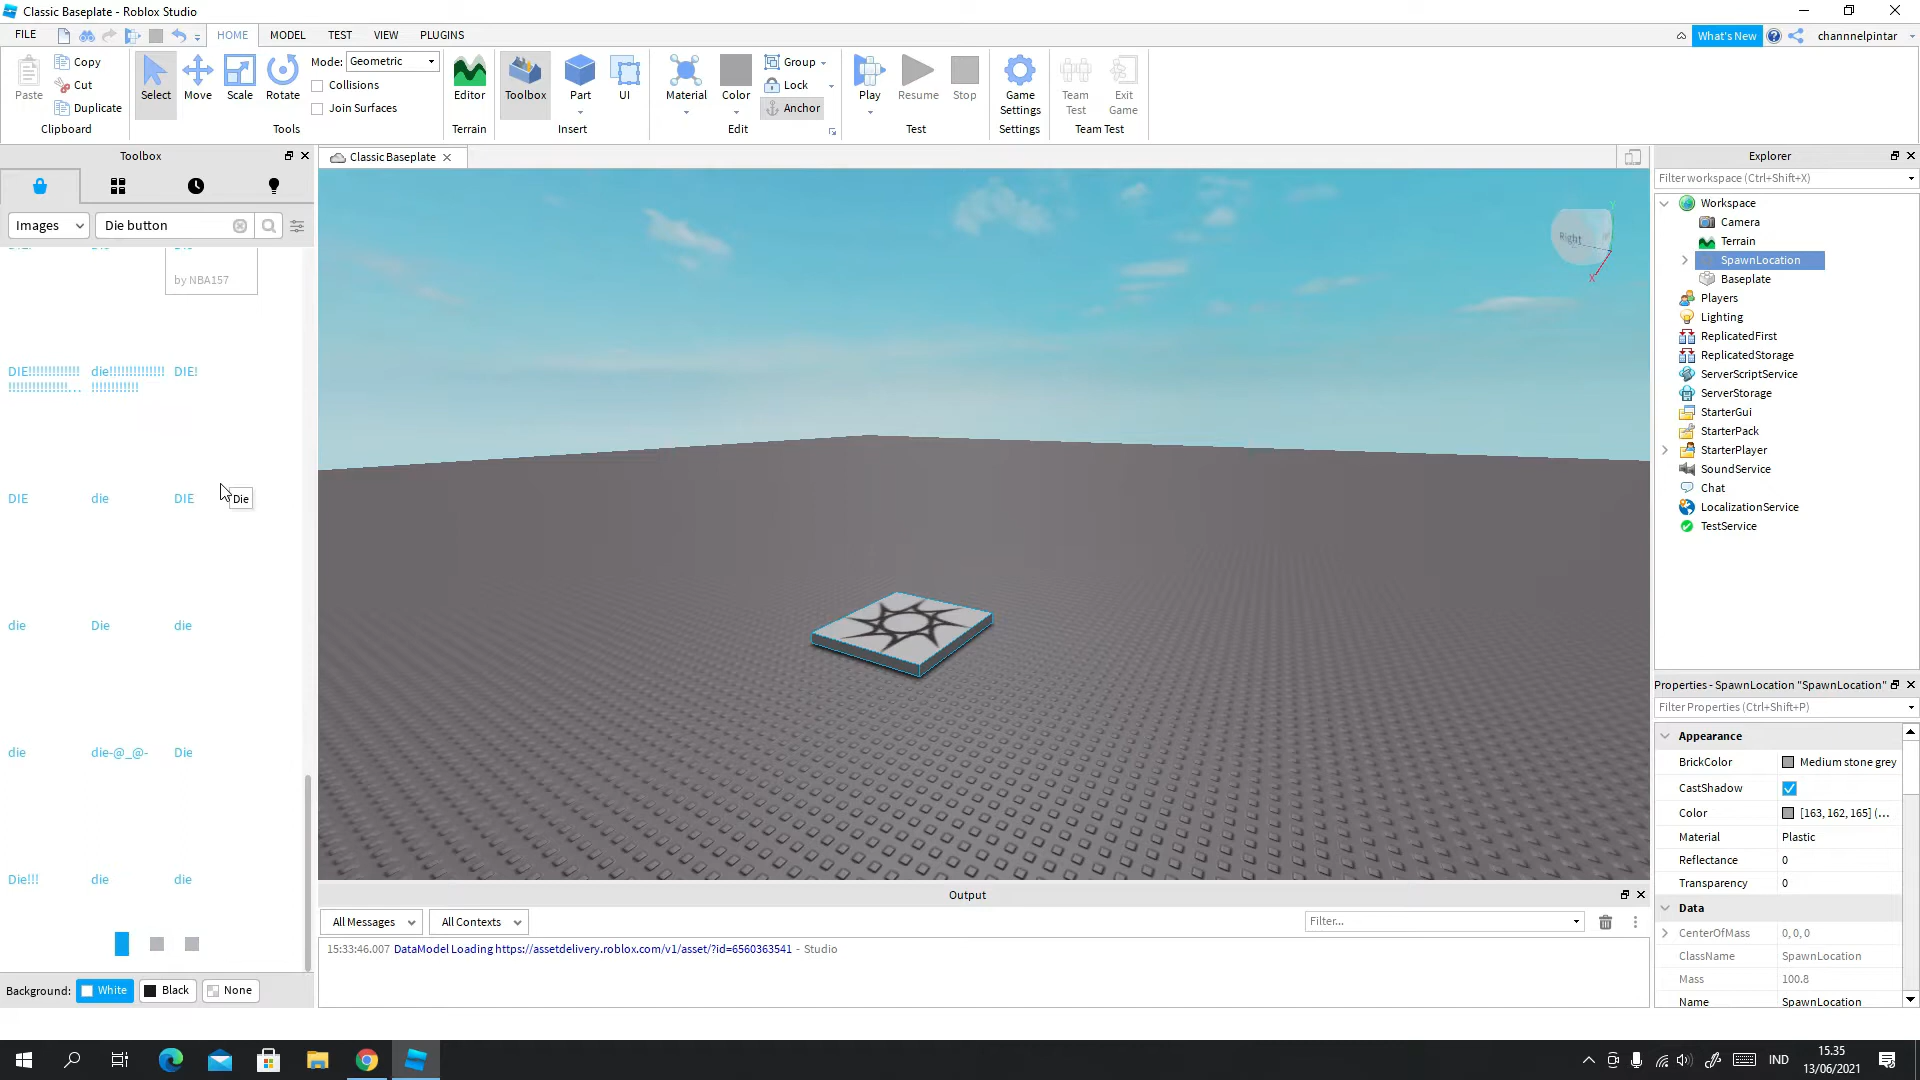 Classic Baseplate - Roblox Studio
FILE HOME MODEL TEST VIEW PLUGINS What's New channnelpintar
Paste Copy Cut Duplicate
Clipboard
Select Move Scale Rotate
Mode: Geometric
Collisions
Join Surfaces
Tools
Editor
Terrain
Toolbox Part UI
Insert
Material Color
Group
Lock
Anchor
Edit
Play Resume Stop
Test
Game Settings
Settings
Team Test
Exit Game
Team Test
Toolbox
Images
Die button
by NBA157
DIE!!!!!!!!!!!!! die!!!!!!!!!!!!!! DIE!
!!!!!!!!!!!!!!!... !!!!!!!!!!!!
DIE die DIE
Die
die Die die
die die-@_@- Die
Die!!! die die
Background: White Black None
Classic Baseplate
Right
Output
All Messages All Contexts Filter...
15:33:46.007 DataModel Loading https://assetdelivery.roblox.com/v1/asset/?id=6560363541 - Studio
Explorer
Filter workspace (Ctrl+Shift+X)
Workspace
Camera
Terrain
SpawnLocation
Baseplate
Players
Lighting
ReplicatedFirst
ReplicatedStorage
ServerScriptService
ServerStorage
StarterGui
StarterPack
StarterPlayer
SoundService
Chat
LocalizationService
TestService
Properties - SpawnLocation "SpawnLocation"
Filter Properties (Ctrl+Shift+P)
Appearance
BrickColor Medium stone grey
CastShadow
Color [163, 162, 165] (...
Material Plastic
Reflectance 0
Transparency 0
Data
CenterOfMass 0, 0, 0
ClassName SpawnLocation
Mass 100.8
Name SpawnLocation
IND
15.35
13/06/2021